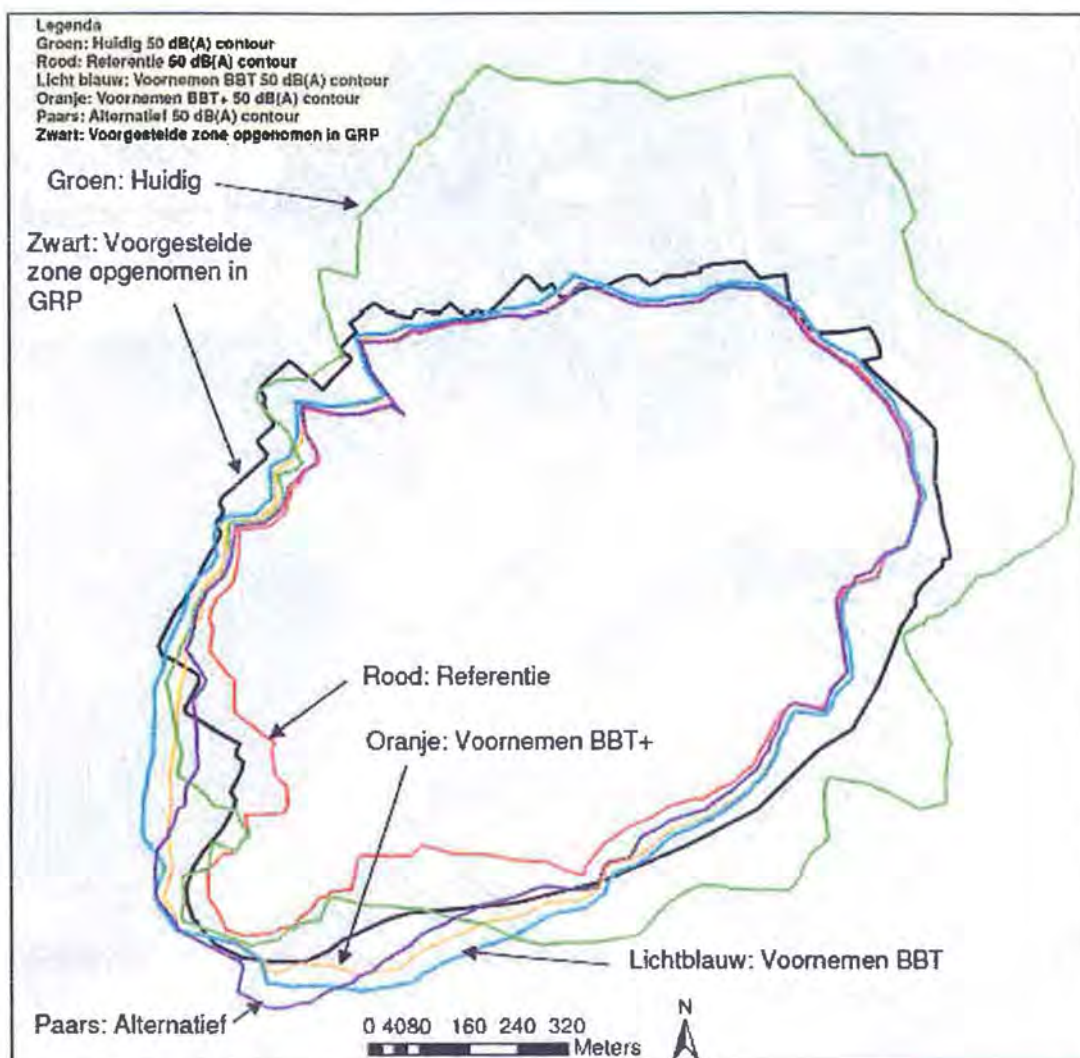 Legenda
Groen: Huidig 50 dB(A) contour
Rood: Referentie 50 dB(A) contour
Licht blauw: Voornemen BBT 50 dB(A) contour
Oranje: Voornemen BBT+ 50 dB(A) contour
Paars: Alternatief 50 dB(A) contour
Zwart: Voorgestelde zone opgenomen in GRP
Groen: Huidig
Zwart: Voorgestelde
zone opgenomen in
GRP
Rood: Referentie
Oranje: Voornemen BBT+
Lichtblauw: Voornemen BBT
Paars: Alternatief
N
0 4080 160 240 320
Meters